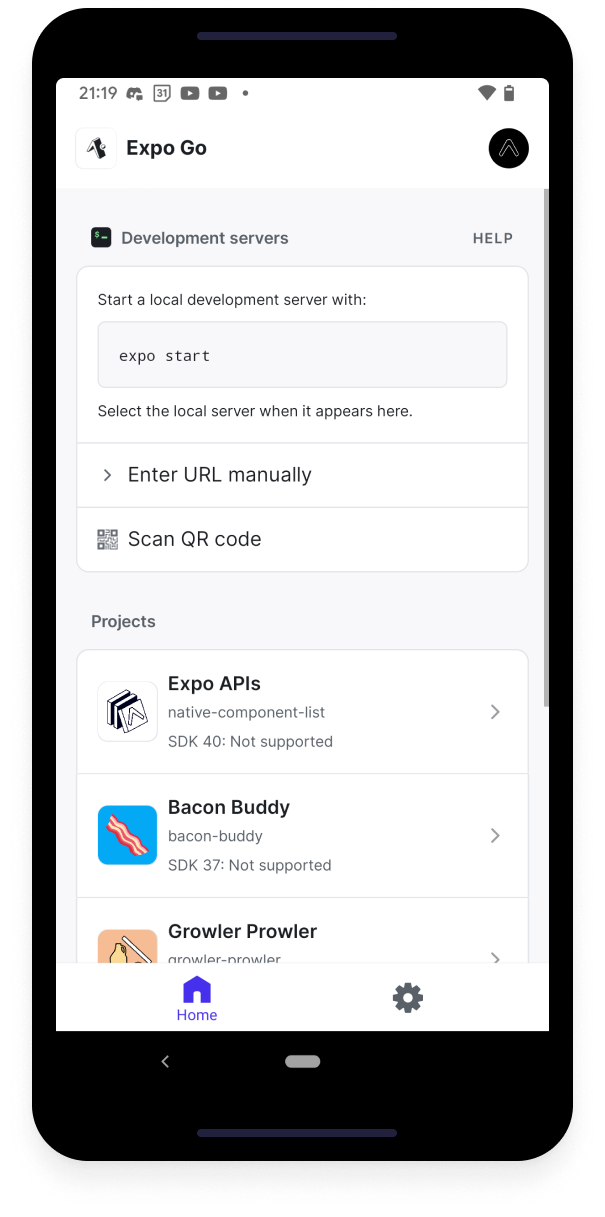 21:19
31
Expo Go
$
Development servers
HELP
Start a local development server with:
expo start
Select the local server when it appears here.
Enter URL manually
Scan QR code
Projects
Expo APIs
native-component-list
SDK 40: Not supported
Bacon Buddy
bacon-buddy
SDK 37: Not supported
Growler Prowler
growler-prowler
Home